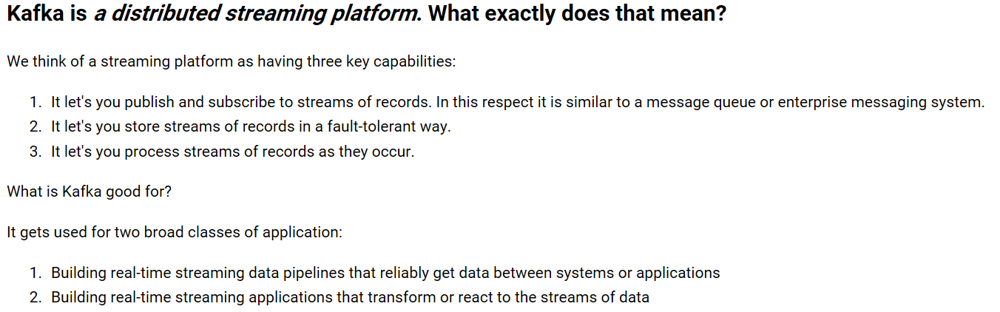 Kafka is a distributed streaming platform. What exactly does that mean?
We think of a streaming platform as having three key capabilities:
1. It let's you publish and subscribe to streams of records. In this respect it is similar to a message queue or enterprise messaging system.
2. It let's you store streams of records in a fault-tolerant way.
3. It let's you process streams of records as they occur.
What is Kafka good for?
It gets used for two broad classes of application:
1. Building real-time streaming data pipelines that reliably get data between systems or applications
2. Building real-time streaming applications that transform or react to the streams of data